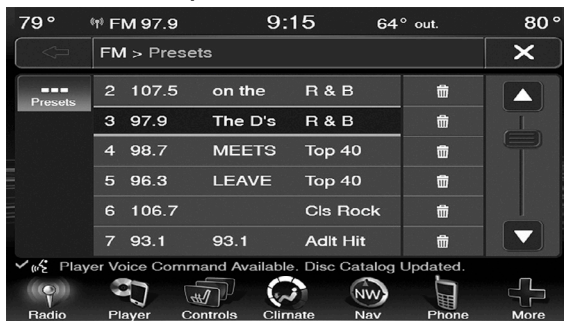 79° FM 97.9 9:15 64° out. 80°
FM > Presets X
Presets
2 107.5 on the R & B
3 97.9 The D's R & B
4 98.7 MEETS Top 40
5 96.3 LEAVE Top 40
6 106.7 Cls Rock
7 93.1 93.1 Adlt Hit
Player Voice Command Available. Disc Catalog Updated.
NW
Radio Player Controls Climate Nav Phone More